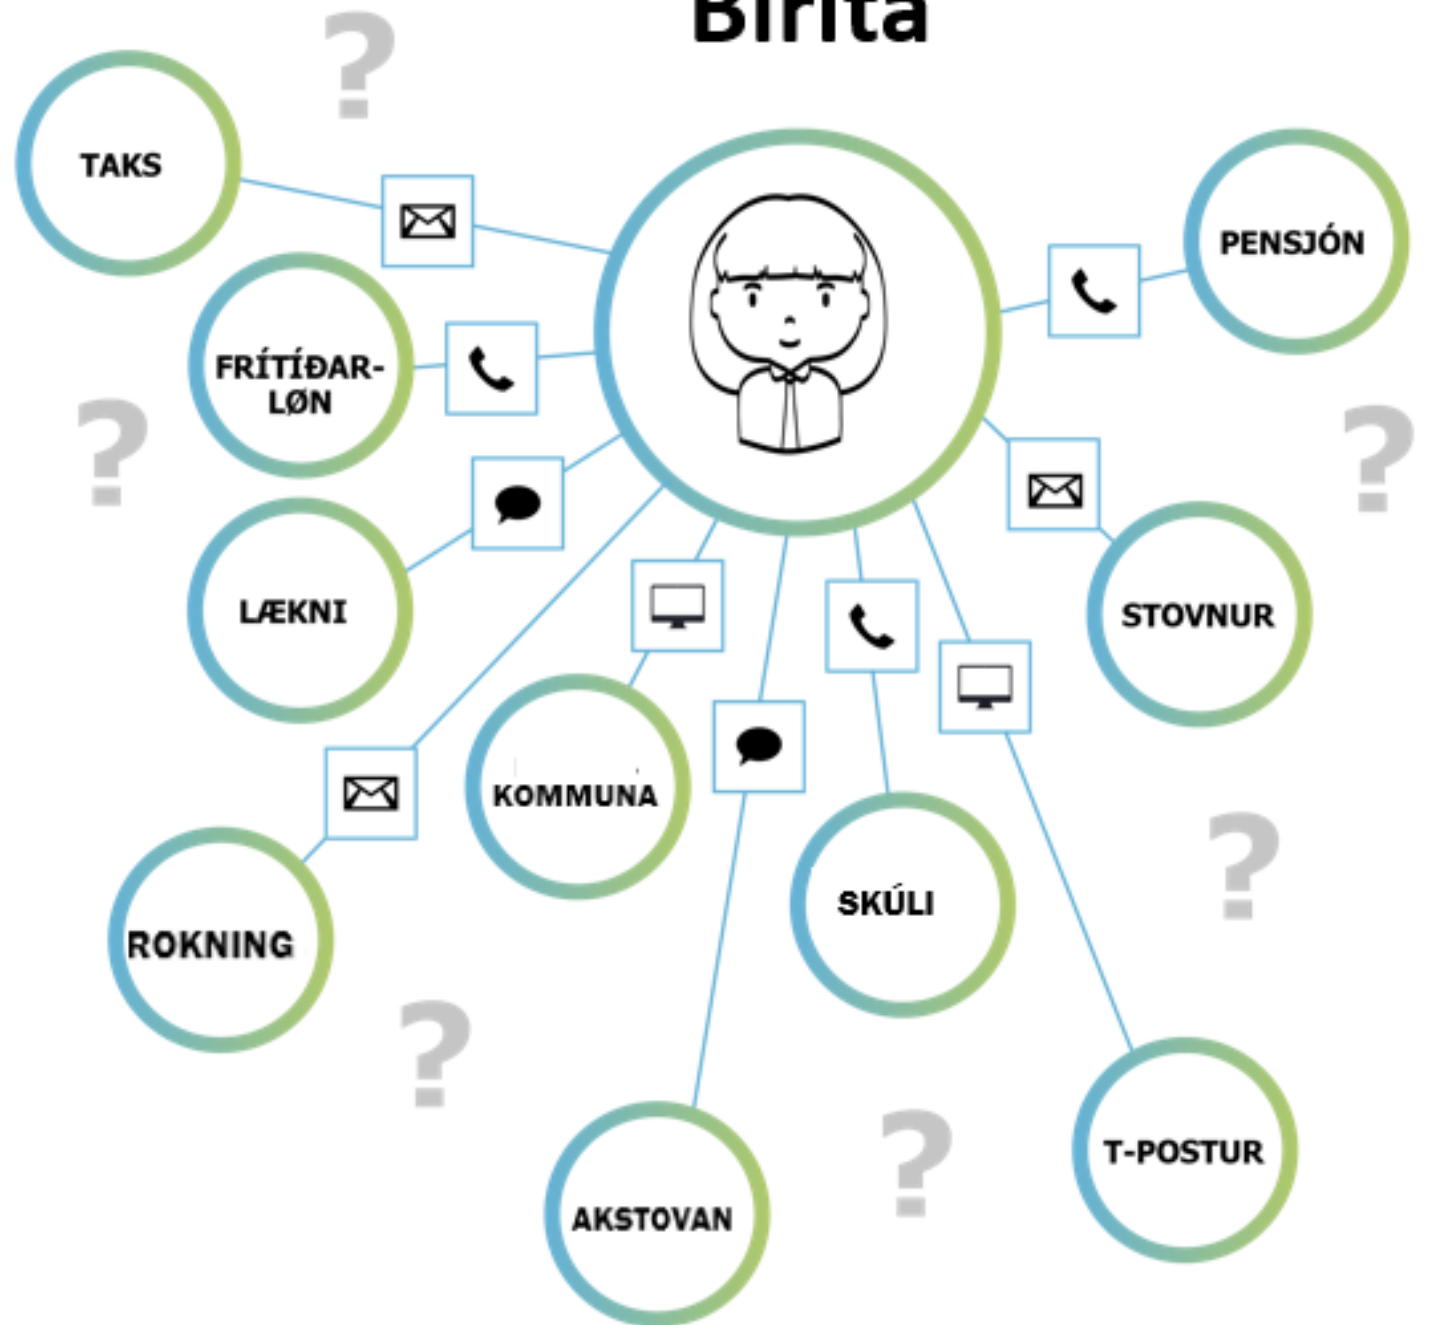 Birita
TAKS
PENSJÓN
FRÍTÍÐAR-
LØN
LÆKNI
STOVNUR
KOMMUNA
SKÚLI
ROKNING
T-POSTUR
AKSTOVAN
?
?
?
?
?
?